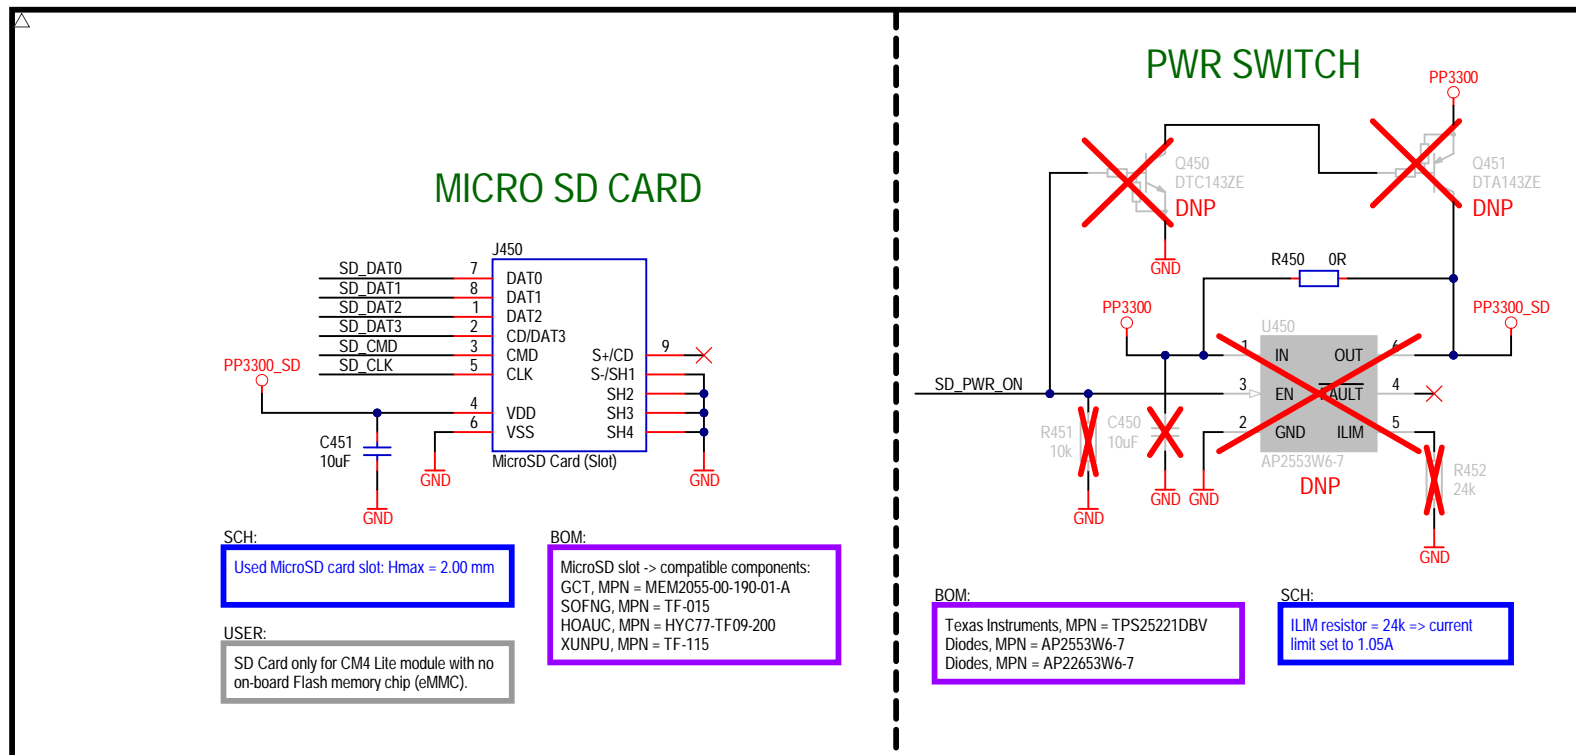 MICRO SD CARD
J450
SD_DAT0 7 DAT0
SD_DAT1 8 DAT1
SD_DAT2 1 DAT2
SD_DAT3 2 CD/DAT3
SD_CMD 3 CMD
SD_CLK 5 CLK
S+/CD 9
S-/SH1
SH2
SH3
SH4
PP3300_SD
4 VDD
6 VSS
C451
10uF
GND
GND
GND
MicroSD Card (Slot)
SCH:
Used MicroSD card slot: Hmax = 2.00 mm
USER:
SD Card only for CM4 Lite module with no
on-board Flash memory chip (eMMC).
BOM:
MicroSD slot -> compatible components:
GCT, MPN = MEM2055-00-190-01-A
SOFNG, MPN = TF-015
HOAUC, MPN = HYC77-TF09-200
XUNPU, MPN = TF-115
PWR SWITCH
PP3300
Q450
DTC143ZE
DNP
GND
Q451
DTA143ZE
DNP
R450 0R
PP3300
PP3300_SD
U450
1 IN OUT 6
SD_PWR_ON
3 EN FAULT 4
2 GND ILIM 5
AP2553W6-7
DNP
R451
10k
C450
10uF
R452
24k
GND
GND
GND
GND
BOM:
Texas Instruments, MPN = TPS25221DBV
Diodes, MPN = AP2553W6-7
Diodes, MPN = AP22653W6-7
SCH:
ILIM resistor = 24k => current
limit set to 1.05A